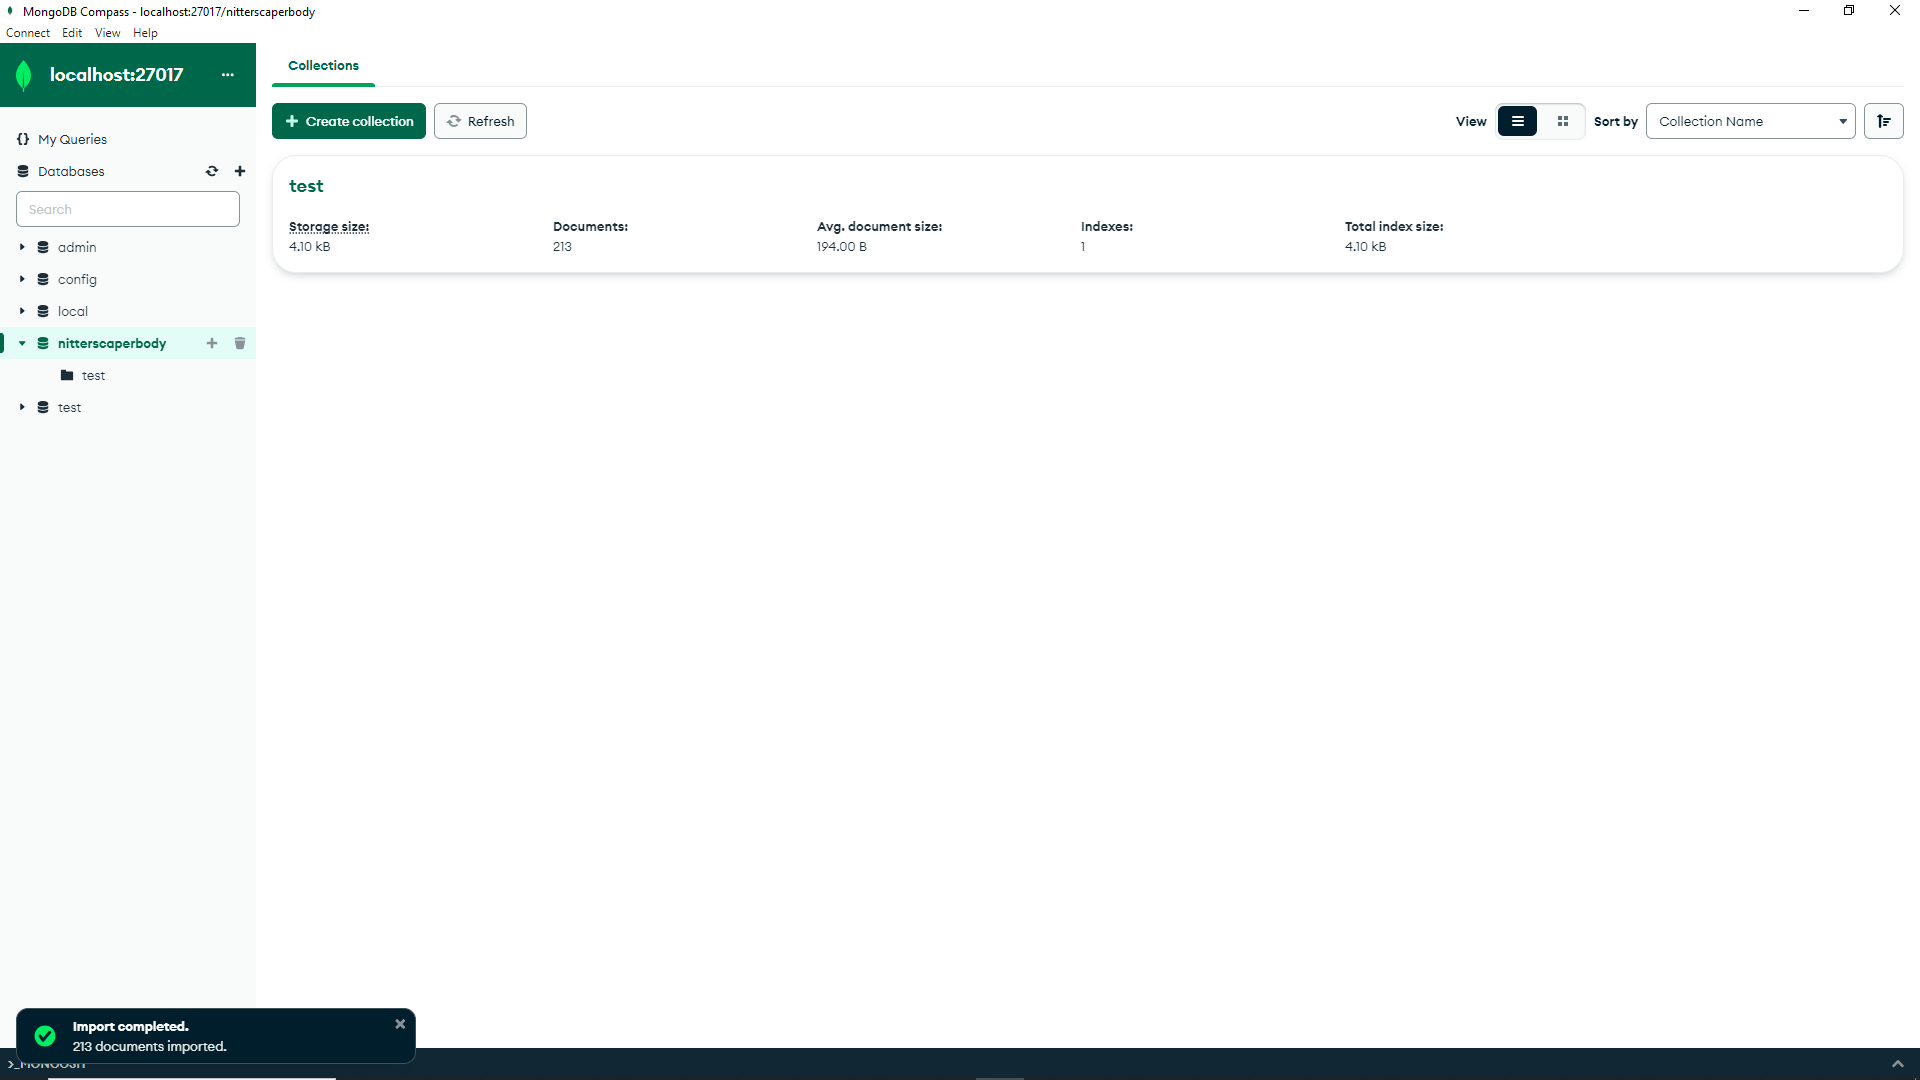 MongoDB Compass - localhost:27017/nitterscaperbody
Connect Edit View Help
localhost:27017
Collections
Create collection
Refresh
View
Sort by
Collection Name
My Queries
Databases
Search
admin
config
local
nitterscaperbody
test
test
test
Storage size:
4.10 kB
Documents:
213
Avg. document size:
194.00 B
Indexes:
1
Total index size:
4.10 kB
Import completed.
213 documents imported.
>_MONGOSH